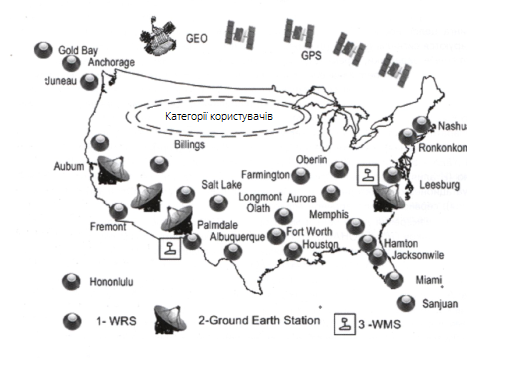 GEO
GPS
Gold Bay
Anchorage
Juneau
Категорії користувачів
Billings
Nashu
Ronkonkon
Oberlin
Auburn
Farmington
Leesburg
Salt Lake
Longmont
Olath
Aurora
Memphis
Fremont
Palmdale
Albuquerque
Fort Worth
Houston
Hamton
Jacksonwile
Hononlulu
Miami
Sanjuan
1- WRS
2-Ground Earth Station
3 -WMS